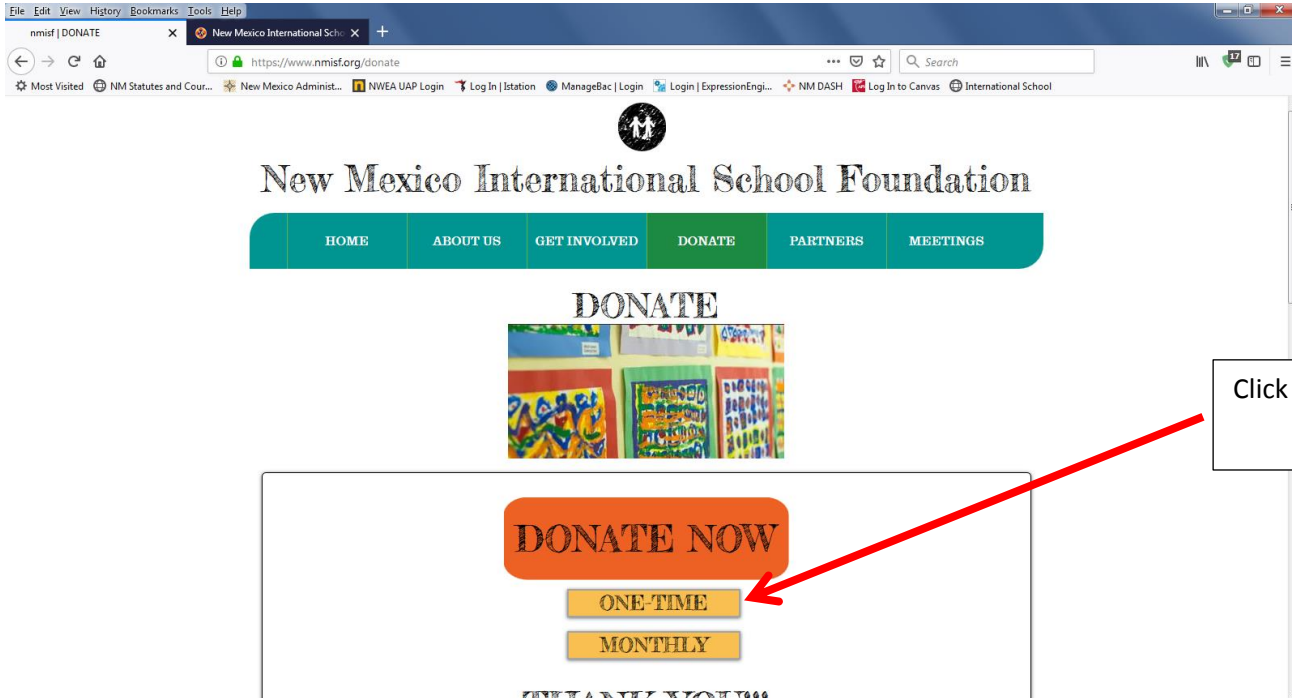 File Edit View History Bookmarks Tools Help
nmisf | DONATE New Mexico International Scho
https://www.nmisf.org/donate Search 17
Most Visited NM Statutes and Cour... New Mexico Administ... NWEA UAP Login Log In | Istation ManageBac | Login Login | ExpressionEngi... NM DASH Log In to Canvas International School
New Mexico International School Foundation
HOME ABOUT US GET INVOLVED DONATE PARTNERS MEETINGS
DONATE
Click
DONATE NOW
ONE-TIME
MONTHLY
THANK YOU!!!